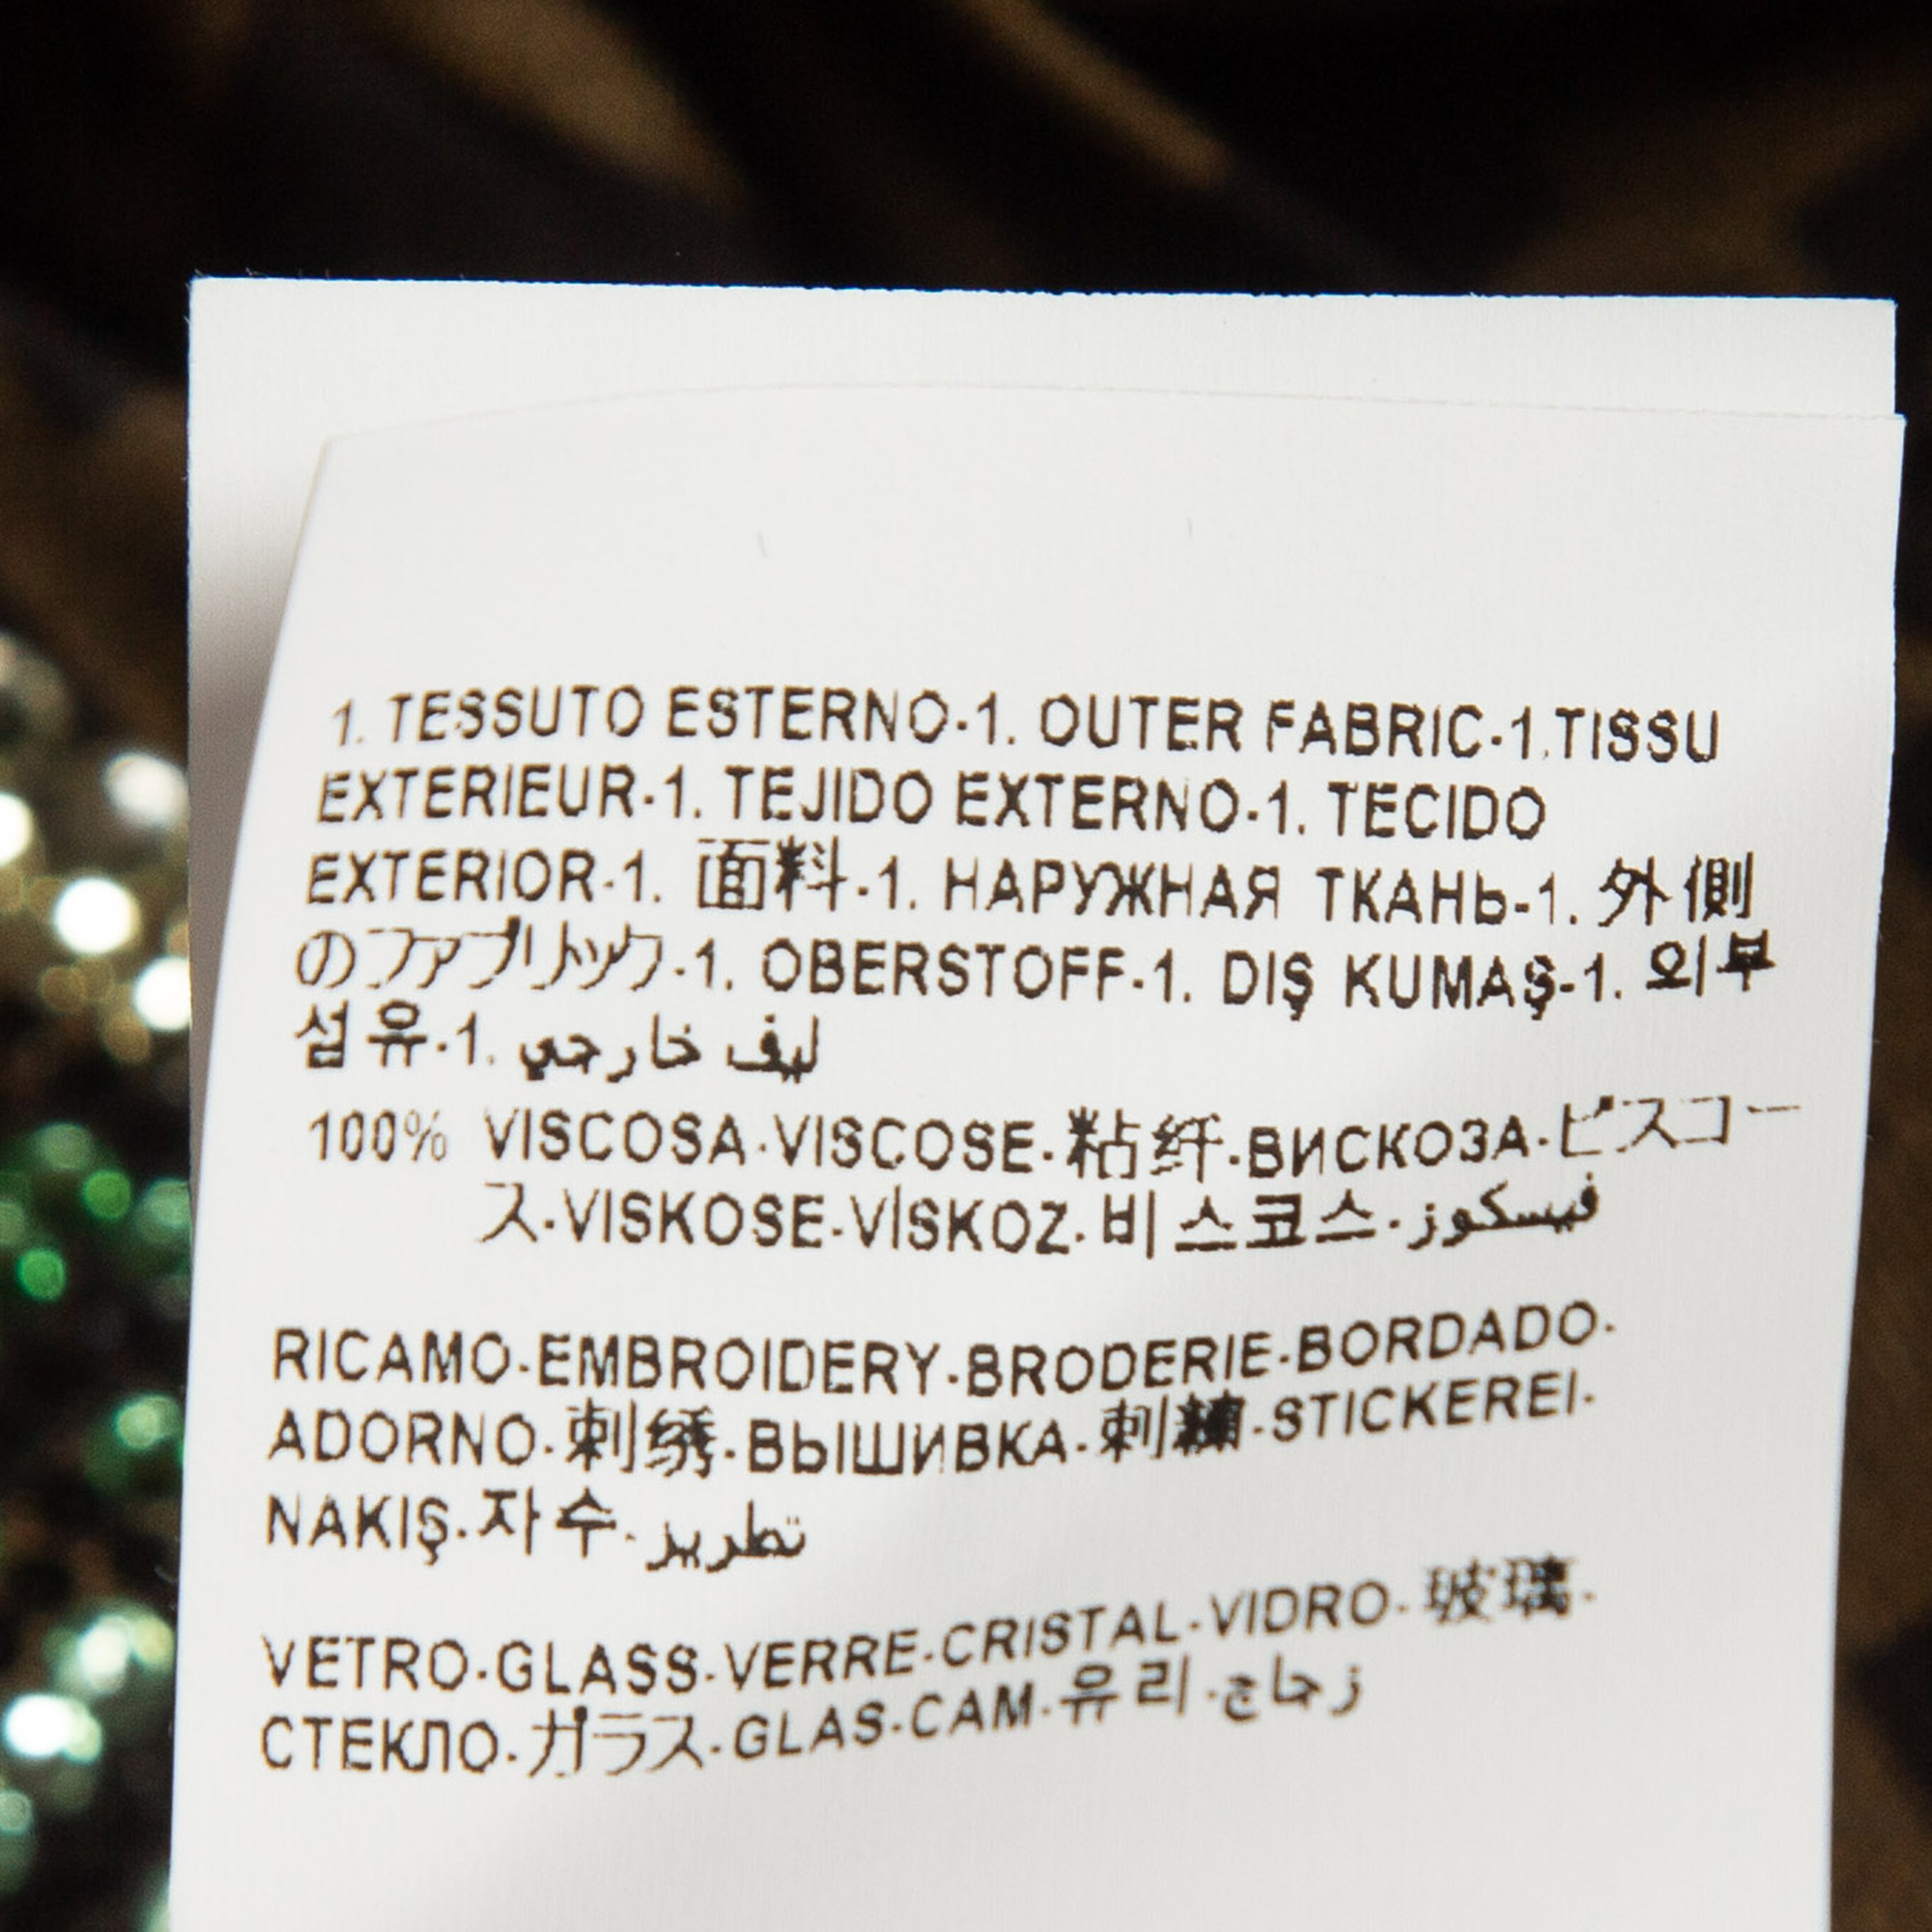 1. TESSUTO ESTERNO-1. OUTER FABRIC-1.TISSU
EXTERIEUR-1. TEJIDO EXTERNO-1. TECIDO
EXTERIOR-1. 面料-1. НАРУЖНАЯ ТКАНЬ-1. 外側
のファブリック-1. OBERSTOFF-1. DIŞ KUMAŞ-1. 외부
섬유-1. ليف خارجي
100% VISCOSA-VISCOSE-粘纤-ВИСКОЗА-ビスコー
ス-VISKOSE-VİSKOZ-비스코스-فيسكوز
RICAMO-EMBROIDERY-BRODERIE-BORDADO-
ADORNO-刺绣-ВЫШИВКА-刺繍-STICKEREI-
NAKIŞ-자수-تطريز
VETRO-GLASS-VERRE-CRISTAL-VIDRO-玻璃-
СТЕКЛО-ガラス-GLAS-CAM-유리-زجاج